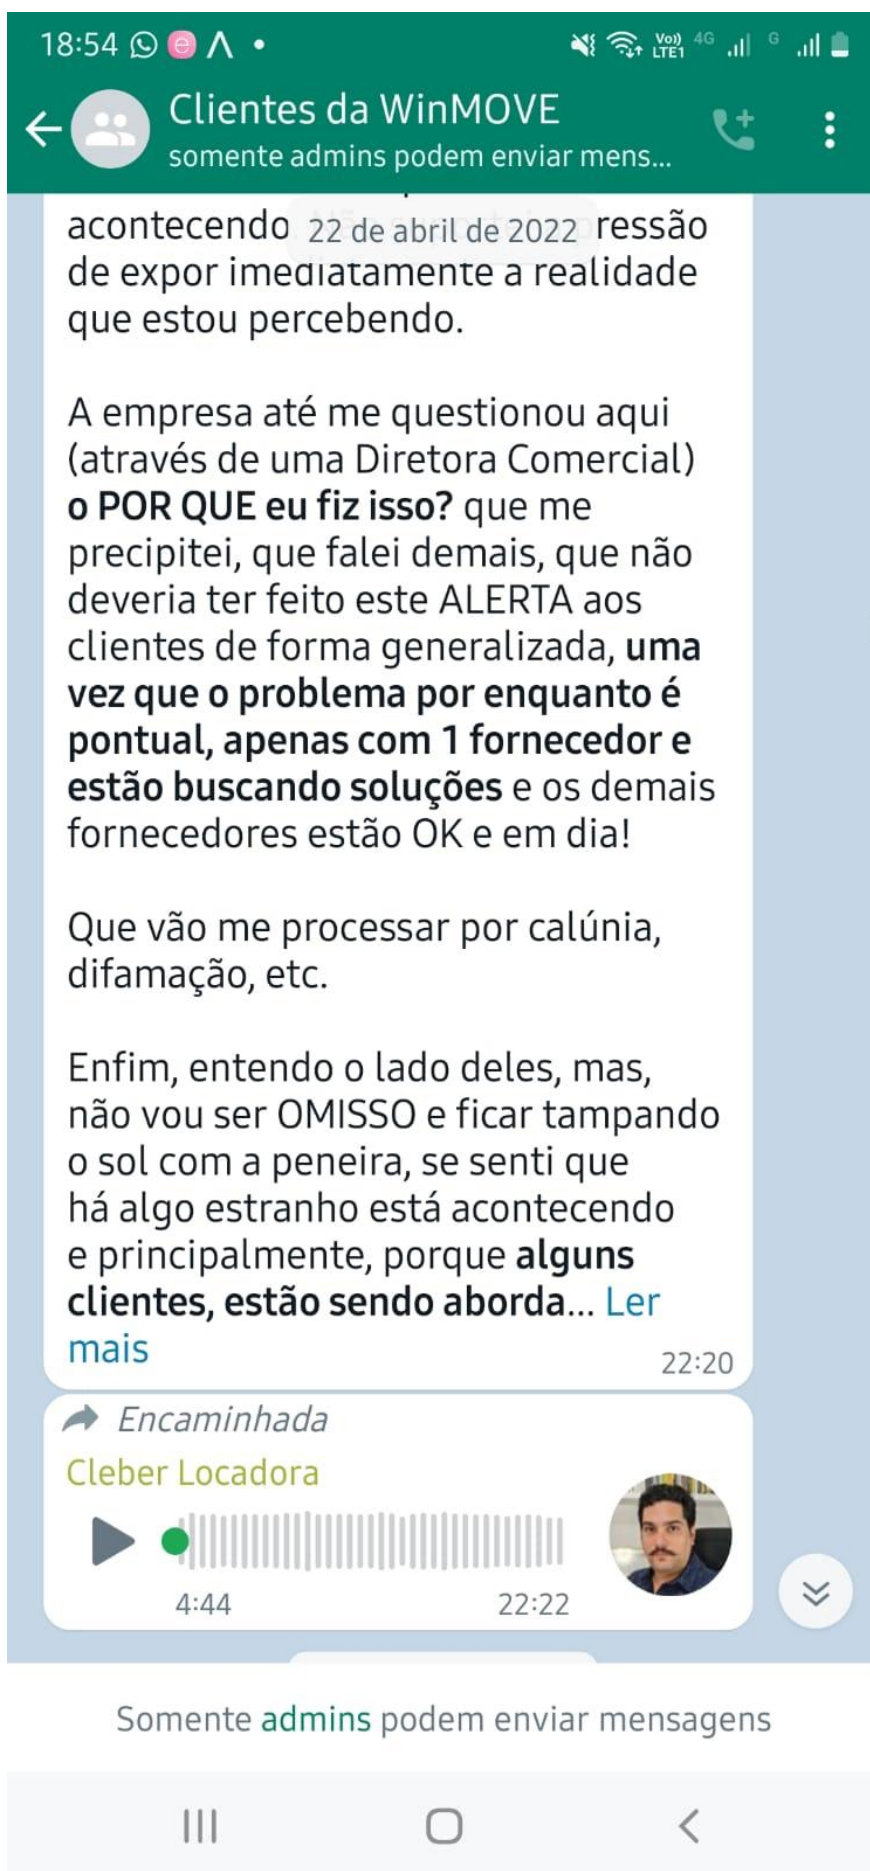 18:54
Vo))
LTE1
4G
G
Clientes da WinMOVE
somente admins podem enviar mens...
22 de abril de 2022
acontecendo. Não ressão
de expor imediatamente a realidade
que estou percebendo.
A empresa até me questionou aqui
(através de uma Diretora Comercial)
o POR QUE eu fiz isso? que me
precipitei, que falei demais, que não
deveria ter feito este ALERTA aos
clientes de forma generalizada, uma
vez que o problema por enquanto é
pontual, apenas com 1 fornecedor e
estão buscando soluções e os demais
fornecedores estão OK e em dia!
Que vão me processar por calúnia,
difamação, etc.
Enfim, entendo o lado deles, mas,
não vou ser OMISSO e ficar tampando
o sol com a peneira, se senti que
há algo estranho está acontecendo
e principalmente, porque alguns
clientes, estão sendo aborda... Ler
mais
22:20
Encaminhada
Cleber Locadora
4:44
22:22
Somente admins podem enviar mensagens